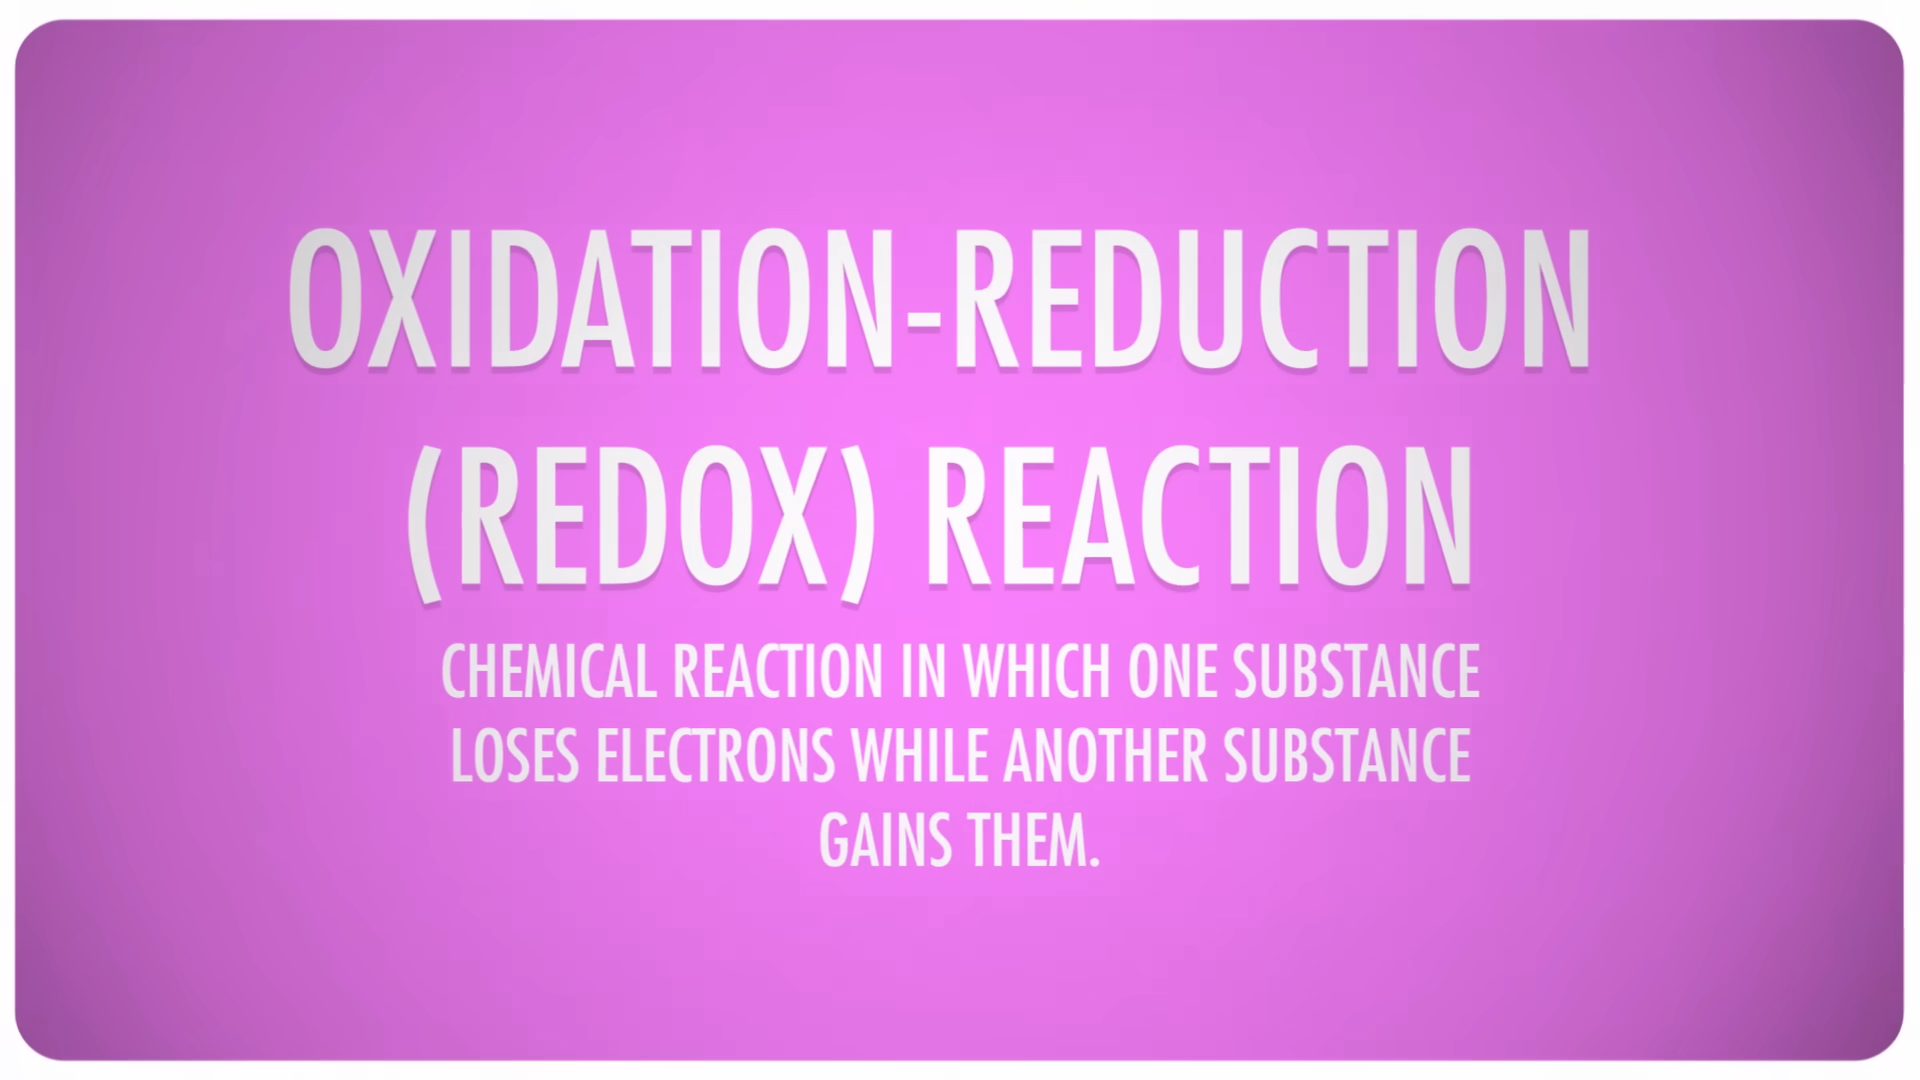 OXIDATION-REDUCTION
(REDOX) REACTION
CHEMICAL REACTION IN WHICH ONE SUBSTANCE
LOSES ELECTRONS WHILE ANOTHER SUBSTANCE
GAINS THEM.